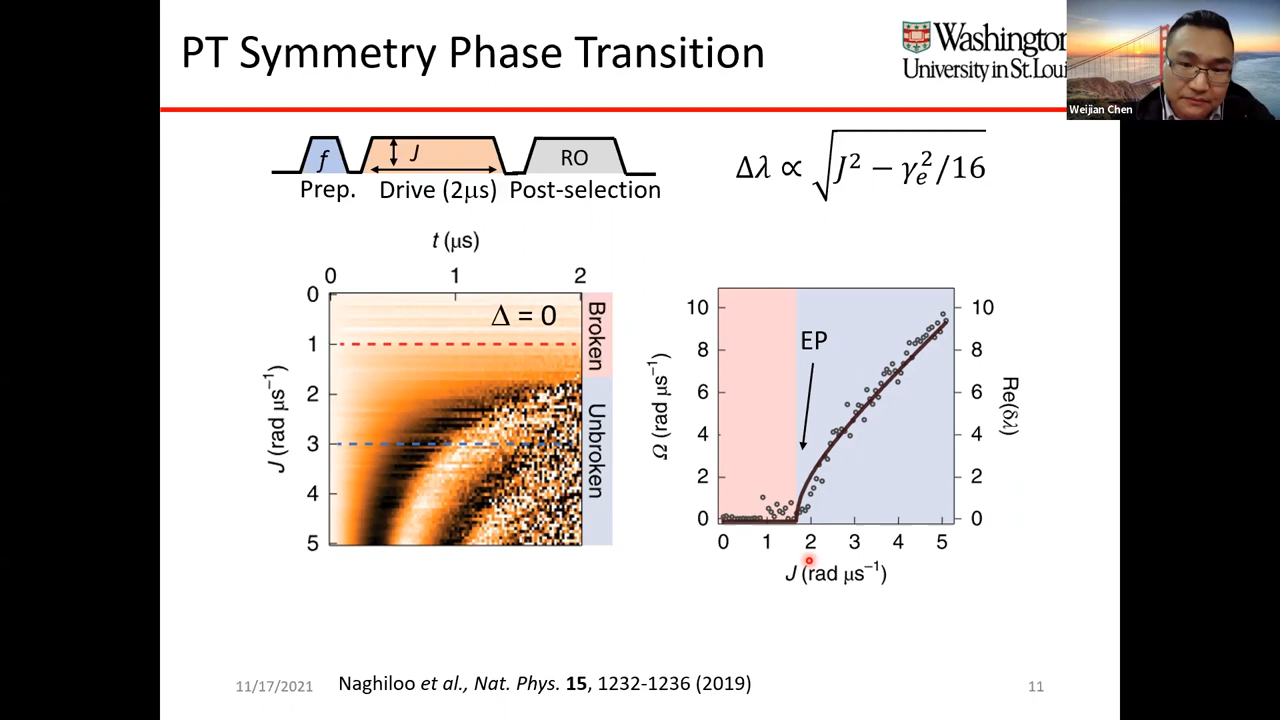 PT Symmetry Phase Transition
Washington
University in St.Loui
Weijian Chen
f
J
RO
Prep.
Drive (2μs)
Post-selection
Δλ ∝ √J² − γₑ²/16
t (μs)
0 1 2
0
1
2
3
4
5
J (rad μs⁻¹)
Δ = 0
Broken
Unbroken
10
8
6
4
2
0
Ω (rad μs⁻¹)
EP
10
8
6
4
2
0
Re(δλ)
0 1 2 3 4 5
J (rad μs⁻¹)
11/17/2021
Naghiloo et al., Nat. Phys. 15, 1232-1236 (2019)
11